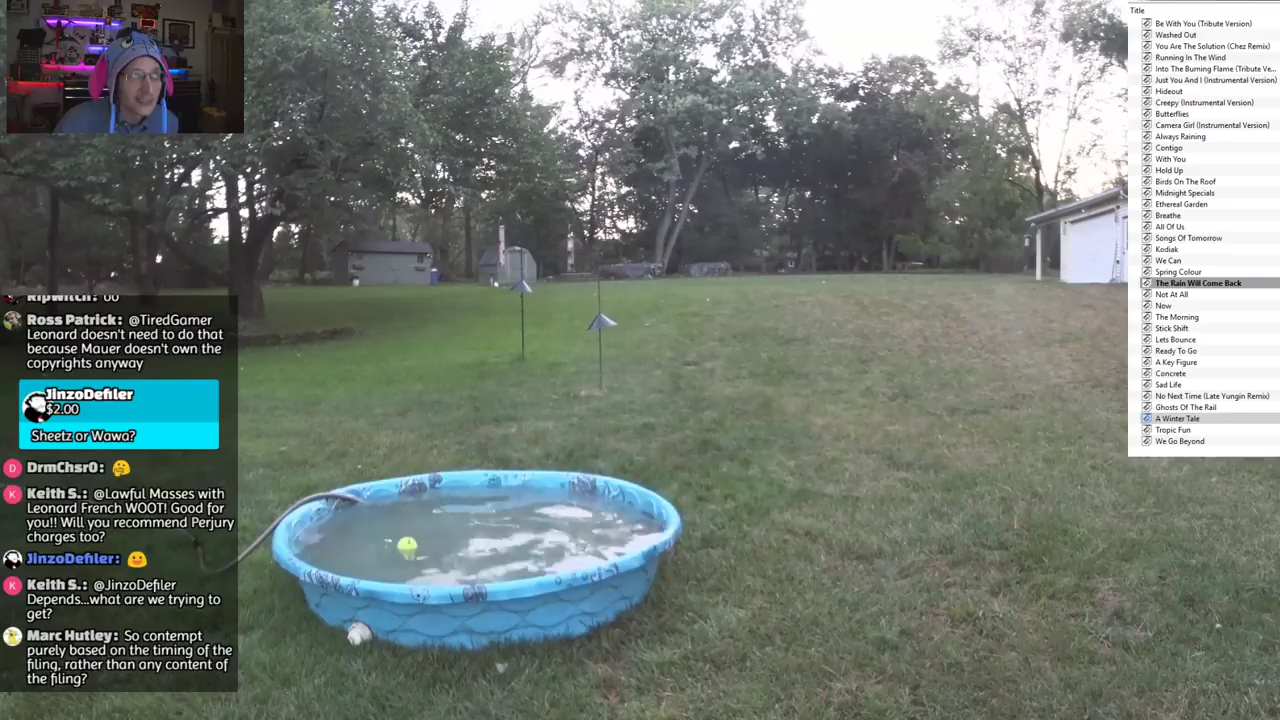 Title
Be With You (Tribute Version)
Washed Out
You Are The Solution (Chez Remix)
Running In The Wind
Into The Burning Flame (Tribute Ve...
Just You And I (Instrumental Version)
Hideout
Creepy (Instrumental Version)
Butterflies
Camera Girl (Instrumental Version)
Always Raining
Contigo
With You
Hold Up
Birds On The Roof
Midnight Specials
Ethereal Garden
Breathe
All Of Us
Songs Of Tomorrow
Kodiak
We Can
Spring Colour
The Rain Will Come Back
Not At All
Now
The Morning
Stick Shift
Lets Bounce
Ready To Go
A Key Figure
Concrete
Sad Life
No Next Time (Late Yungin Remix)
Ghosts Of The Rail
A Winter Tale
Tropic Fun
We Go Beyond
Ross Patrick: @TiredGamer
Leonard doesn't need to do that
because Mauer doesn't own the
copyrights anyway
JinzoDefiler
$2.00
Sheetz or Wawa?
D DrmChsr0:
K Keith S.: @Lawful Masses with
Leonard French WOOT! Good for
you!! Will you recommend Perjury
charges too?
JinzoDefiler:
K Keith S.: @JinzoDefiler
Depends...what are we trying to
get?
Marc Hutley: So contempt
purely based on the timing of the
filing, rather than any content of
the filing?